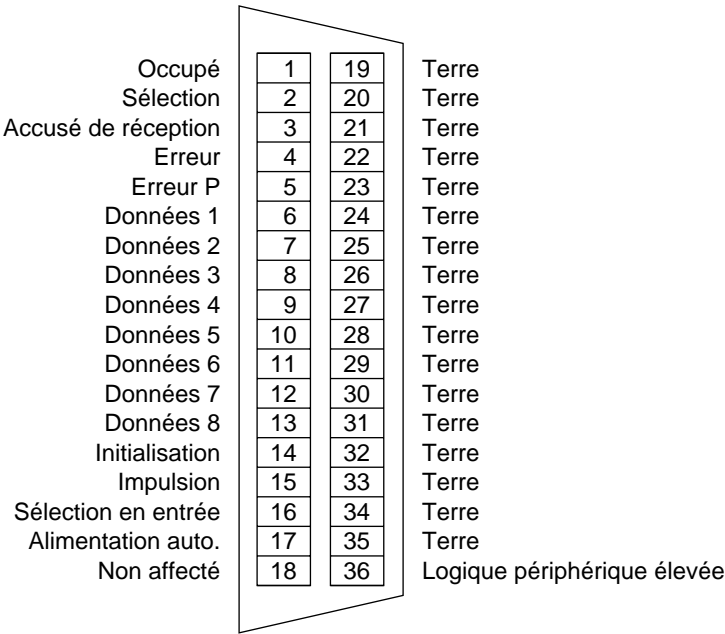 Occupé 1 19 Terre
Sélection 2 20 Terre
Accusé de réception 3 21 Terre
Erreur 4 22 Terre
Erreur P 5 23 Terre
Données 1 6 24 Terre
Données 2 7 25 Terre
Données 3 8 26 Terre
Données 4 9 27 Terre
Données 5 10 28 Terre
Données 6 11 29 Terre
Données 7 12 30 Terre
Données 8 13 31 Terre
Initialisation 14 32 Terre
Impulsion 15 33 Terre
Sélection en entrée 16 34 Terre
Alimentation auto. 17 35 Terre
Non affecté 18 36 Logique périphérique élevée